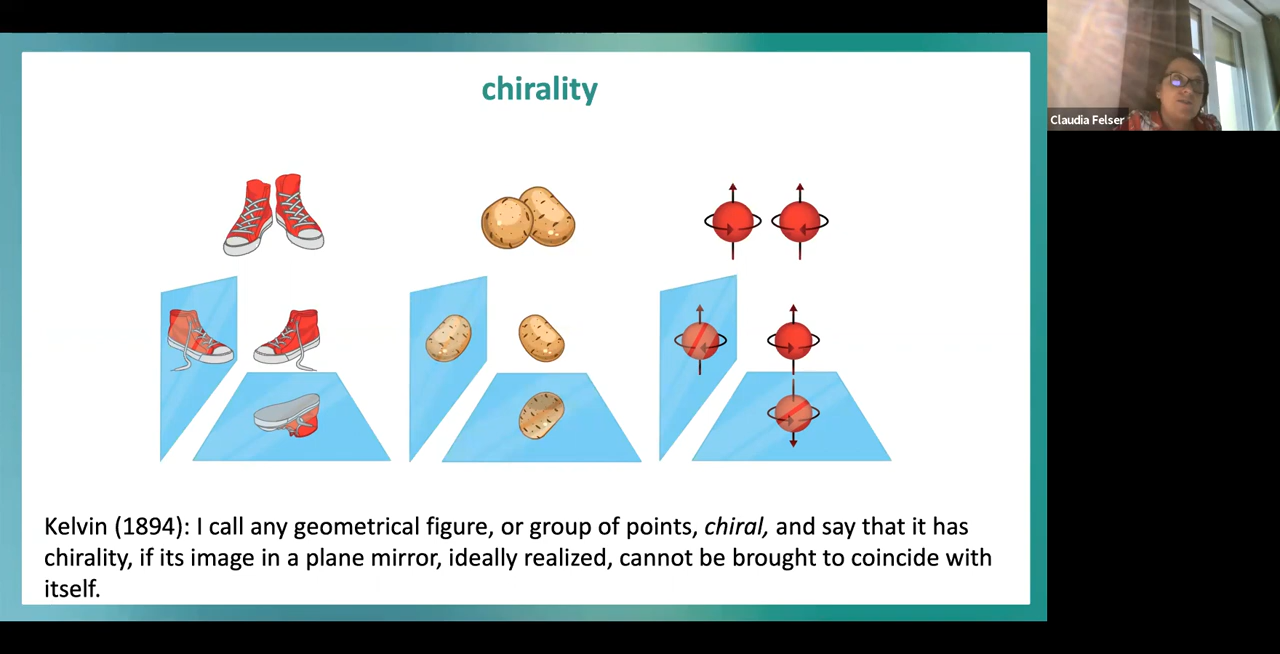 chirality
Claudia Felser
Kelvin (1894): I call any geometrical figure, or group of points, chiral, and say that it has
chirality, if its image in a plane mirror, ideally realized, cannot be brought to coincide with
itself.